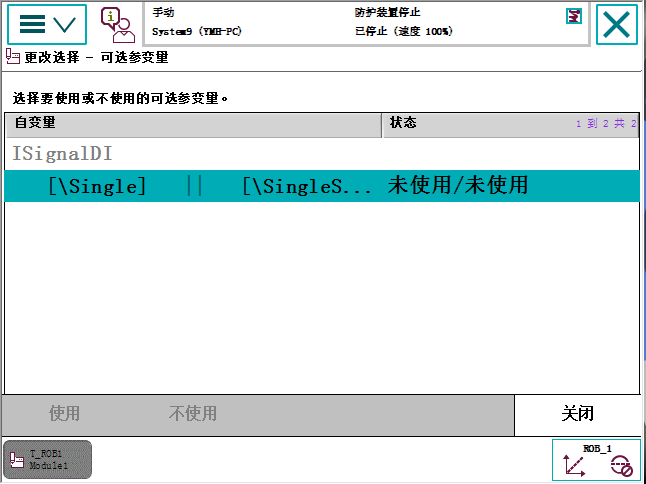 手动
System9 (YMH-PC)
防护装置停止
已停止 (速度 100%)
更改选择 - 可选参变量
选择要使用或不使用的可选参变量。
自变量 状态 1 到 2 共 2
ISignalDI
[\Single] || [\SingleS... 未使用/未使用
使用 不使用 关闭
T_ROB1
Module1
ROB_1